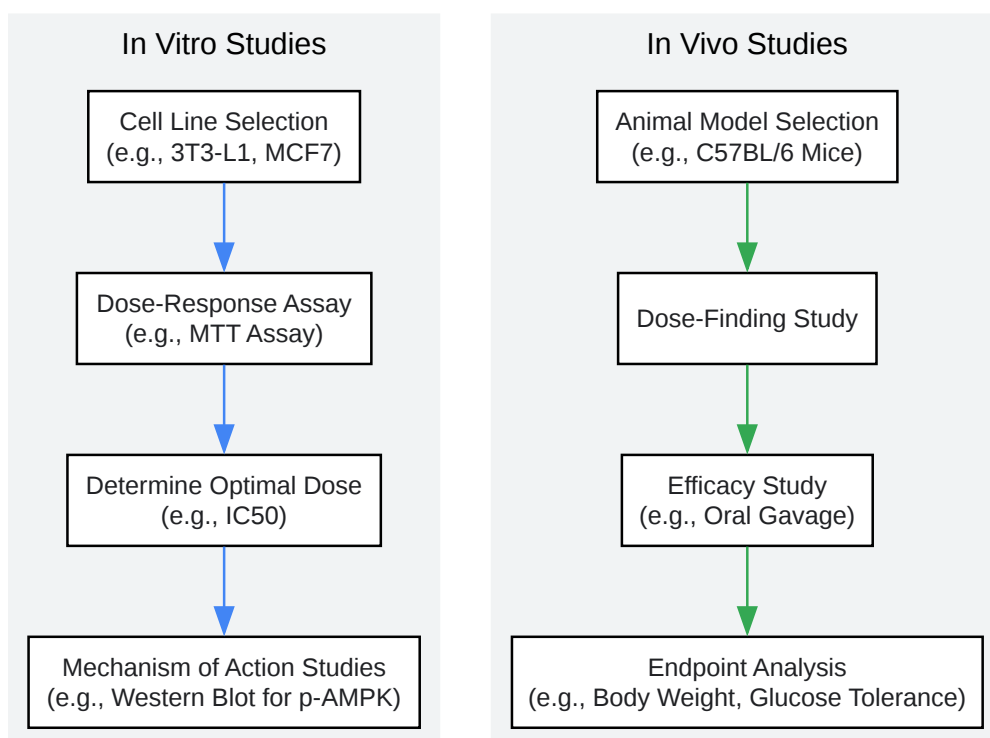 In Vitro Studies
Cell Line Selection
(e.g., 3T3-L1, MCF7)
Dose-Response Assay
(e.g., MTT Assay)
Determine Optimal Dose
(e.g., IC50)
Mechanism of Action Studies
(e.g., Western Blot for p-AMPK)
In Vivo Studies
Animal Model Selection
(e.g., C57BL/6 Mice)
Dose-Finding Study
Efficacy Study
(e.g., Oral Gavage)
Endpoint Analysis
(e.g., Body Weight, Glucose Tolerance)